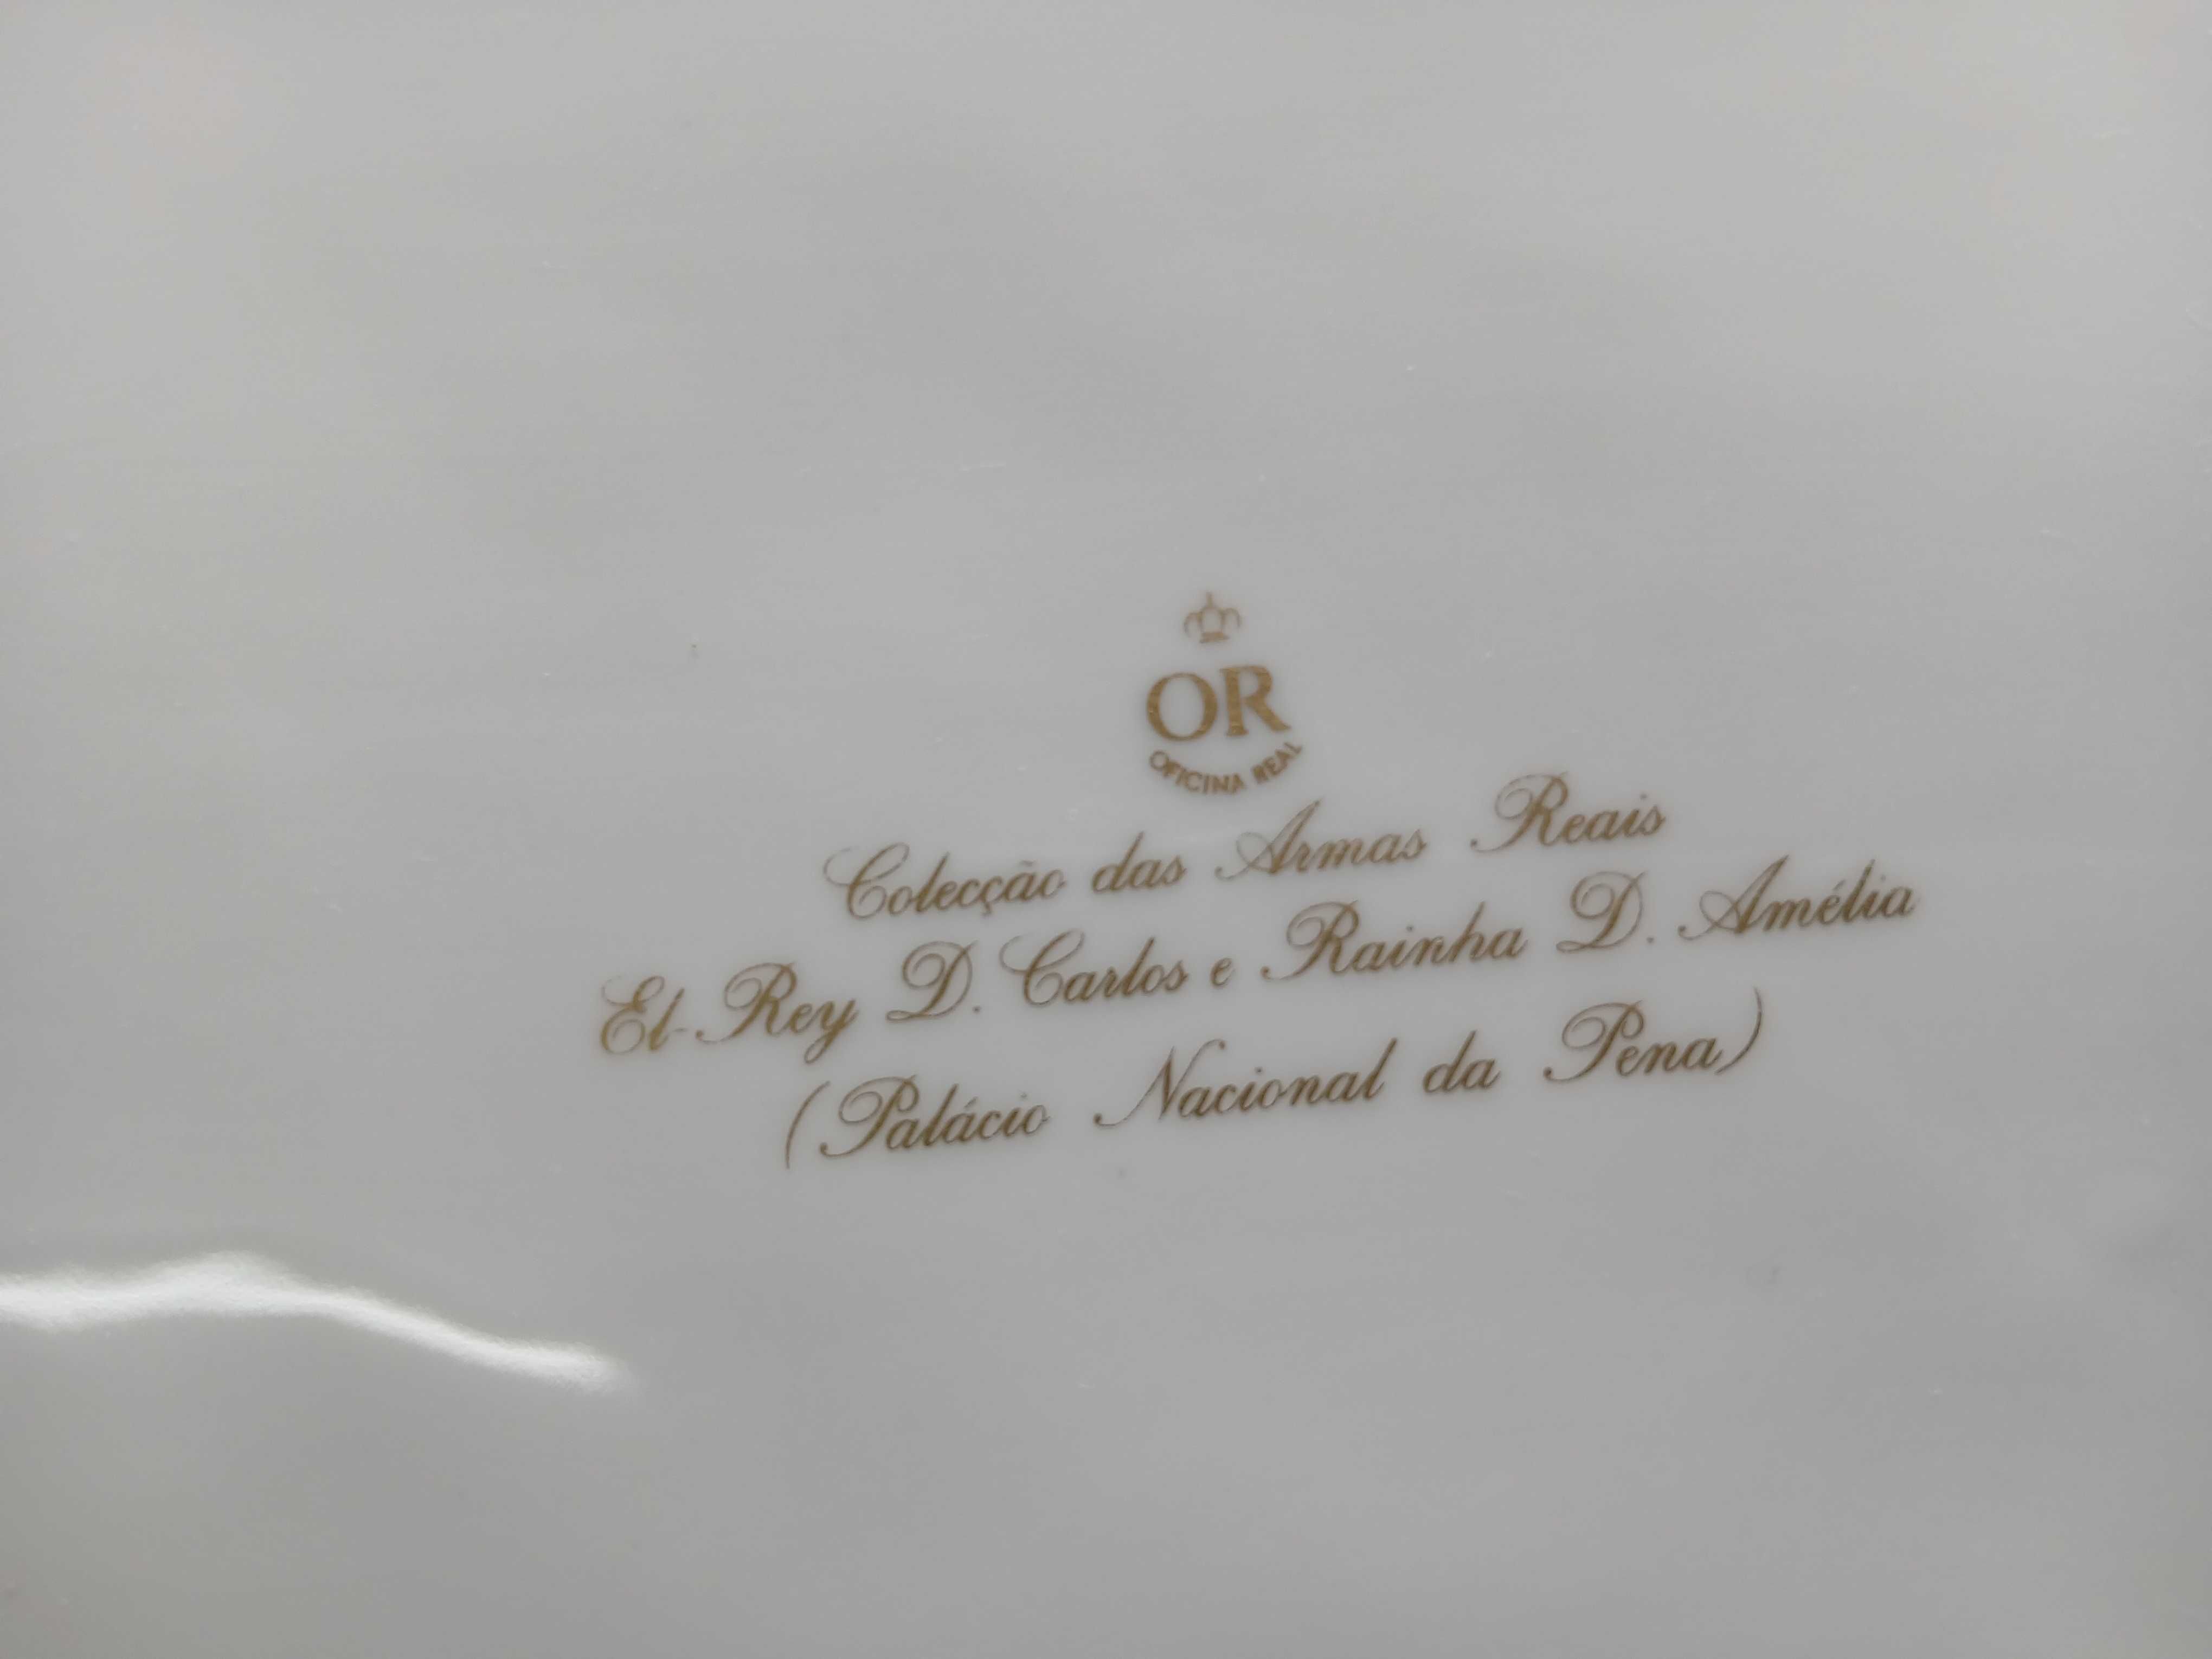 OR
OFICINA REAL
Colecção das Armas Reais
El-Rey D. Carlos e Rainha D. Amélia
(Palácio Nacional da Pena)